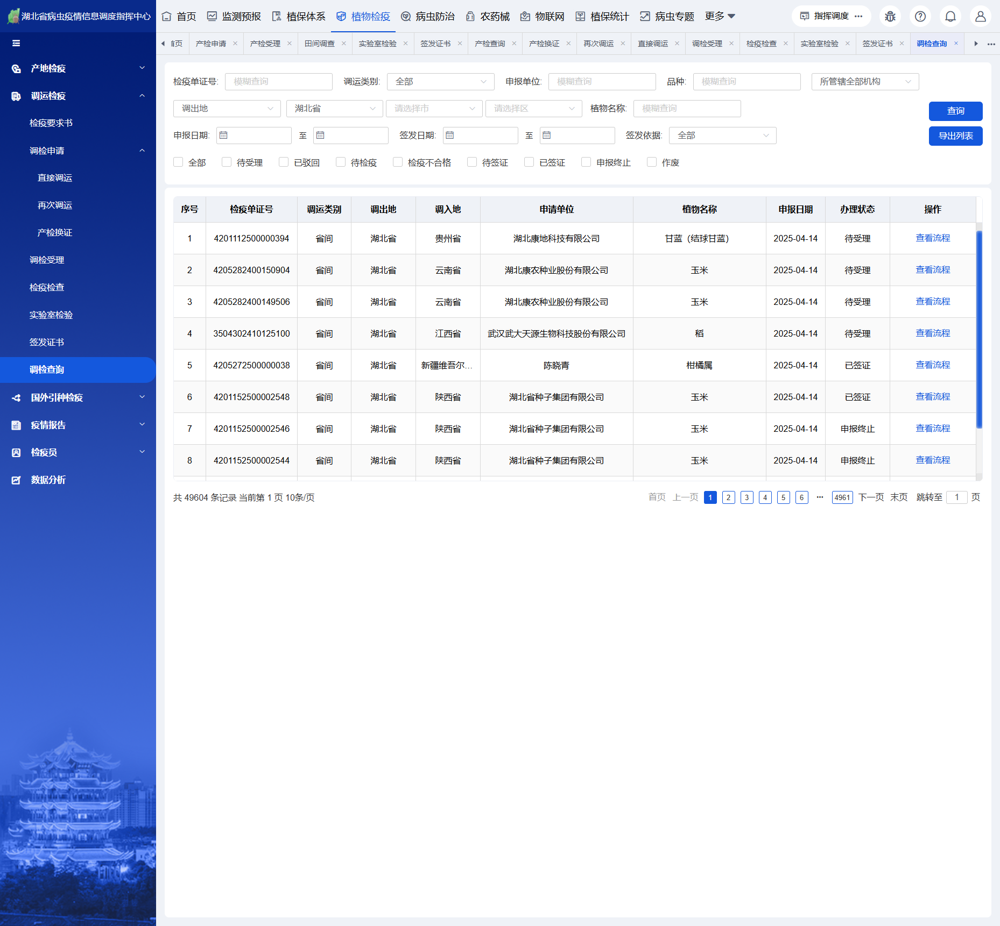 湖北省病虫疫情信息调度指挥中心
首页 监测预报 植保体系 植物检疫 病虫防治 农药械 物联网 植保统计 病虫专题 更多 指挥调度 ···
首页 产检申请 × 产检受理 × 田间调查 × 实验室检验 × 签发证书 × 产检查询 × 产检换证 × 再次调运 × 直接调运 × 调检受理 × 检疫检查 × 实验室检验 × 签发证书 × 调检查询 × ···
产地检疫
调运检疫
检疫要求书
调检申请
直接调运
再次调运
产检换证
调检受理
检疫检查
实验室检验
签发证书
调检查询
国外引种检疫
疫情报告
检疫员
数据分析
检疫单证号: 模糊查询 调运类别: 全部 申报单位: 模糊查询 品种: 模糊查询 所管辖全部机构
调出地 湖北省 请选择市 请选择区 植物名称: 模糊查询 查询
申报日期: 至 签发日期: 至 签发依据: 全部 导出列表
全部 待受理 已驳回 待检疫 检疫不合格 待签证 已签证 申报终止 作废
序号 检疫单证号 调运类别 调出地 调入地 申请单位 植物名称 申报日期 办理状态 操作
1 4201112500000394 省间 湖北省 贵州省 湖北康地科技有限公司 甘蓝（结球甘蓝） 2025-04-14 待受理 查看流程
2 4205282400150904 省间 湖北省 云南省 湖北康农种业股份有限公司 玉米 2025-04-14 待受理 查看流程
3 4205282400149506 省间 湖北省 云南省 湖北康农种业股份有限公司 玉米 2025-04-14 待受理 查看流程
4 3504302410125100 省间 湖北省 江西省 武汉武大天源生物科技股份有限公司 稻 2025-04-14 待受理 查看流程
5 4205272500000038 省间 湖北省 新疆维吾尔... 陈晓青 柑橘属 2025-04-14 已签证 查看流程
6 4201152500002548 省间 湖北省 陕西省 湖北省种子集团有限公司 玉米 2025-04-14 已签证 查看流程
7 4201152500002546 省间 湖北省 陕西省 湖北省种子集团有限公司 玉米 2025-04-14 申报终止 查看流程
8 4201152500002544 省间 湖北省 陕西省 湖北省种子集团有限公司 玉米 2025-04-14 申报终止 查看流程
共 49604 条记录 当前第 1 页 10条/页 首页 上一页 1 2 3 4 5 6 ··· 4961 下一页 末页 跳转至 1 页